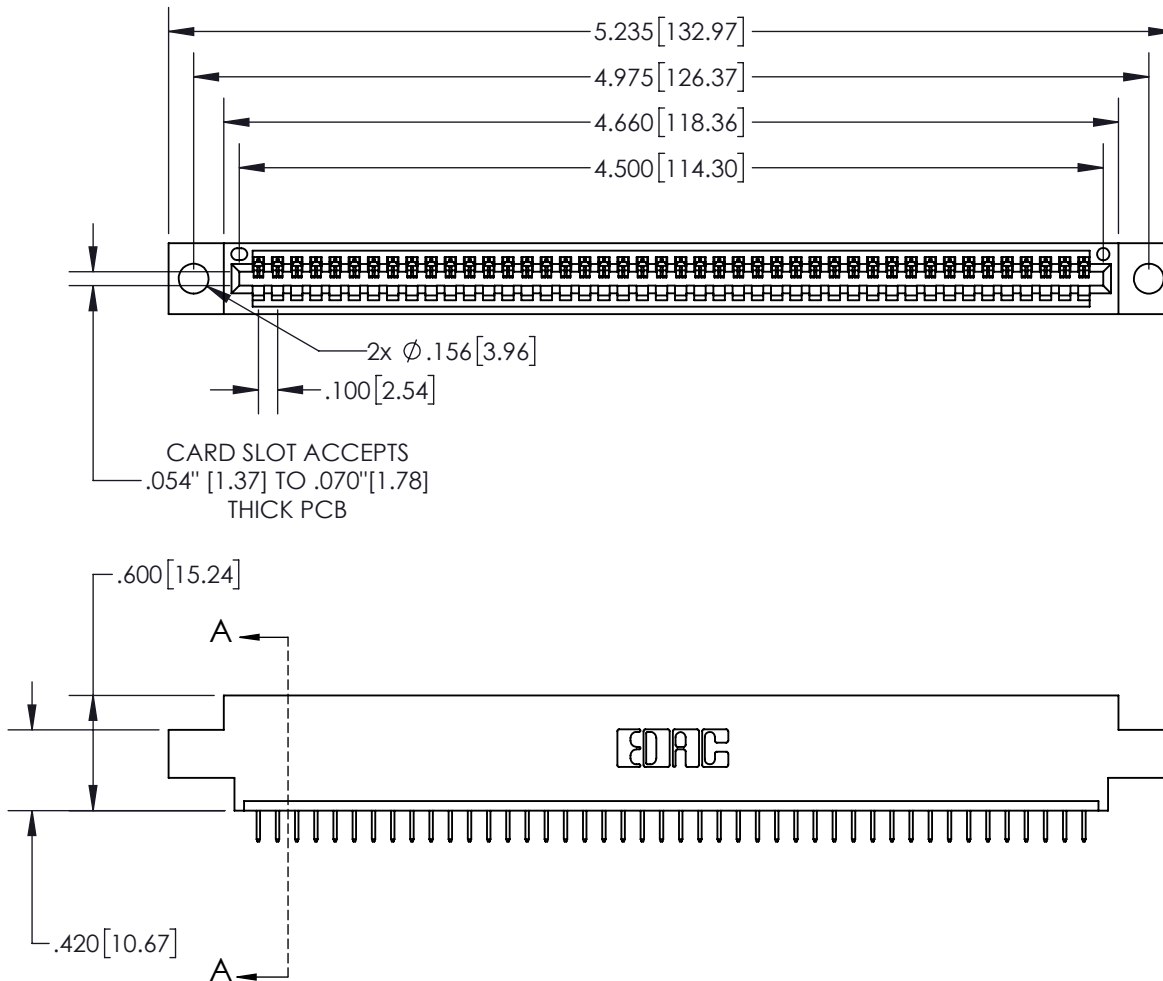 5.235[132.97]
4.975[126.37]
4.660[118.36]
4.500[114.30]
2x Ø.156[3.96]
.100[2.54]
CARD SLOT ACCEPTS
.054" [1.37] TO .070"[1.78]
THICK PCB
.600[15.24]
A
EDAC
.420[10.67]
A